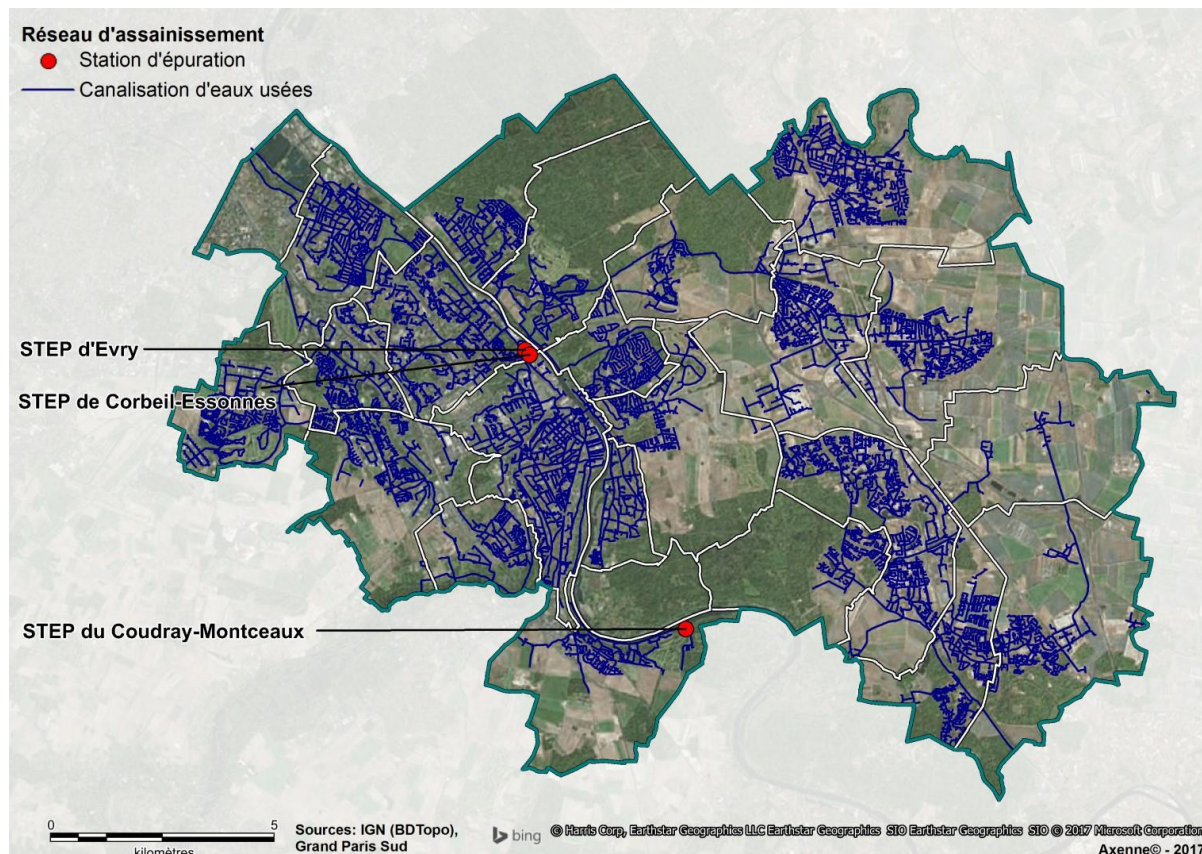 Réseau d'assainissement
Station d'épuration
Canalisation d'eaux usées
STEP d'Evry
STEP de Corbeil-Essonnes
STEP du Coudray-Montceaux
0 5
kilomètres
Sources: IGN (BDTopo),
Grand Paris Sud
bing
© Harris Corp, Earthstar Geographics LLC Earthstar Geographics SIO Earthstar Geographics SIO © 2017 Microsoft Corporation
Axenne© - 2017